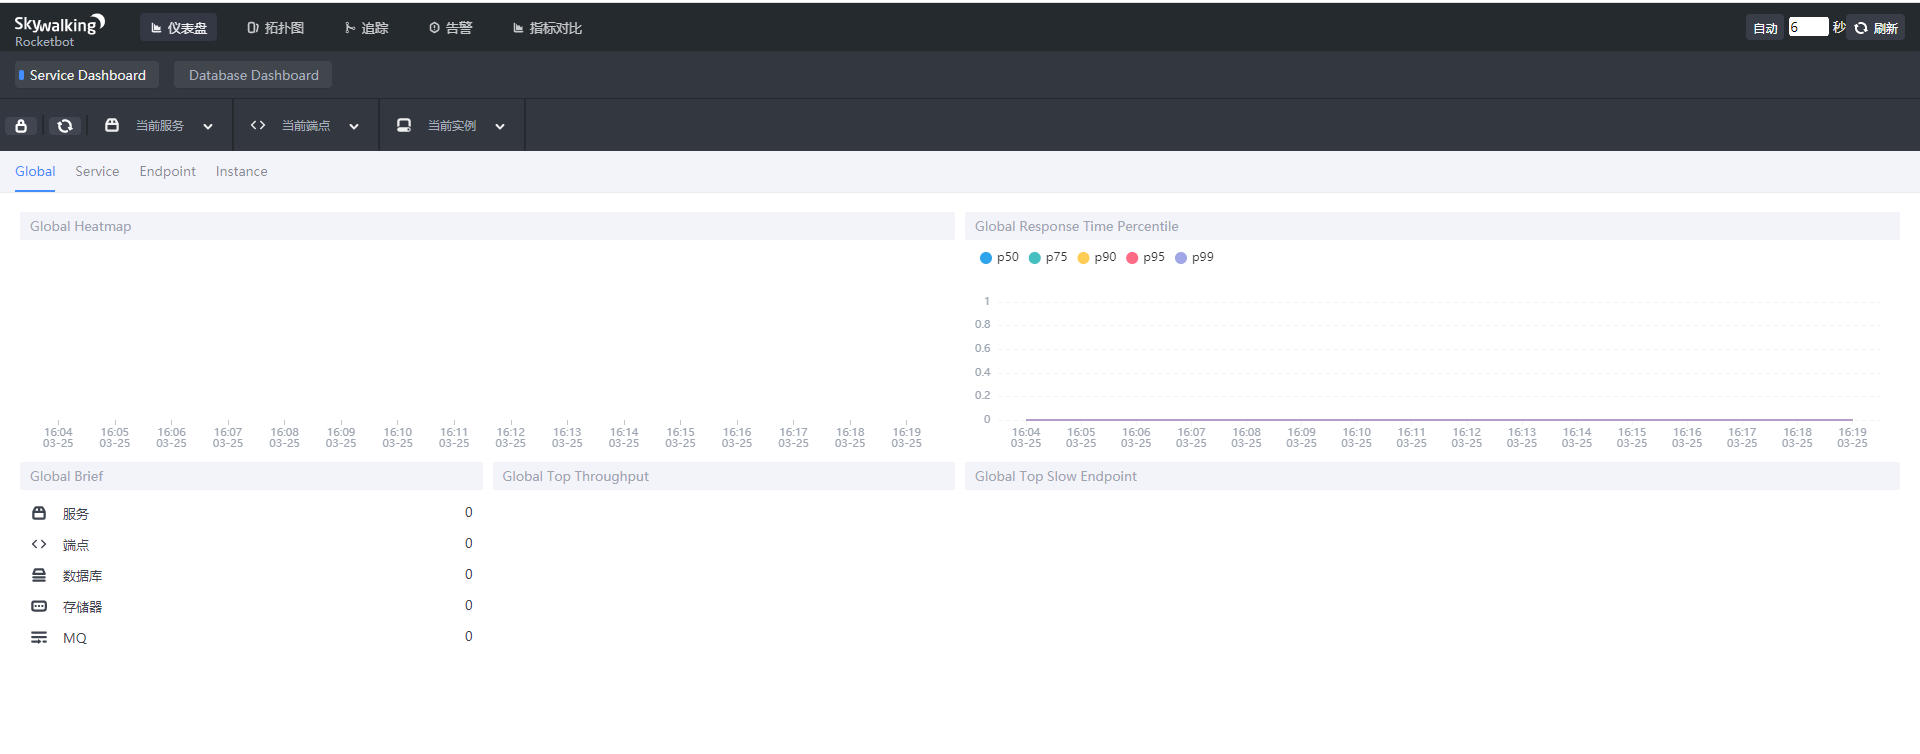 Skywalking
Rocketbot
仪表盘 拓扑图 追踪 告警 指标对比
自动 6 秒 刷新
Service Dashboard Database Dashboard
当前服务 当前端点 当前实例
Global Service Endpoint Instance
Global Heatmap
16:04 16:05 16:06 16:07 16:08 16:09 16:10 16:11 16:12 16:13 16:14 16:15 16:16 16:17 16:18 16:19
03-25 03-25 03-25 03-25 03-25 03-25 03-25 03-25 03-25 03-25 03-25 03-25 03-25 03-25 03-25 03-25
Global Response Time Percentile
p50 p75 p90 p95 p99
1
0.8
0.6
0.4
0.2
0
16:04 16:05 16:06 16:07 16:08 16:09 16:10 16:11 16:12 16:13 16:14 16:15 16:16 16:17 16:18 16:19
03-25 03-25 03-25 03-25 03-25 03-25 03-25 03-25 03-25 03-25 03-25 03-25 03-25 03-25 03-25 03-25
Global Brief
服务 0
端点 0
数据库 0
存储器 0
MQ 0
Global Top Throughput
Global Top Slow Endpoint